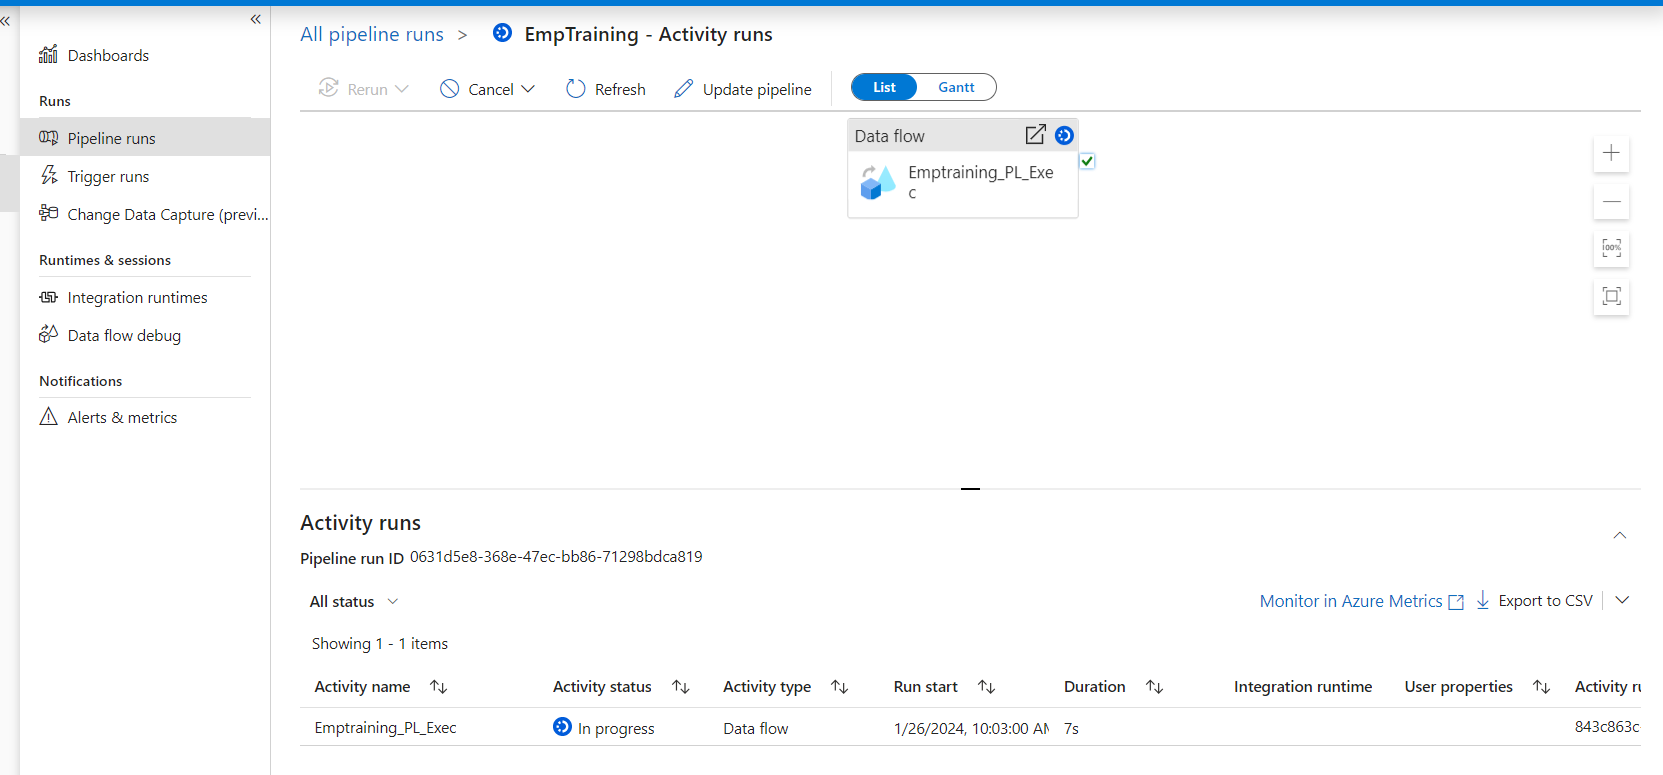 All pipeline runs > EmpTraining - Activity runs
Rerun Cancel Refresh Update pipeline List Gantt
Dashboards
Runs
Pipeline runs
Trigger runs
Change Data Capture (previ...
Runtimes & sessions
Integration runtimes
Data flow debug
Notifications
Alerts & metrics
Data flow
Emptraining_PL_Exe
c
100%
Activity runs
Pipeline run ID 0631d5e8-368e-47ec-bb86-71298bdca819
All status Monitor in Azure Metrics Export to CSV
Showing 1 - 1 items
Activity name Activity status Activity type Run start Duration Integration runtime User properties Activity ru
Emptraining_PL_Exec In progress Data flow 1/26/2024, 10:03:00 AM 7s 843c863c-